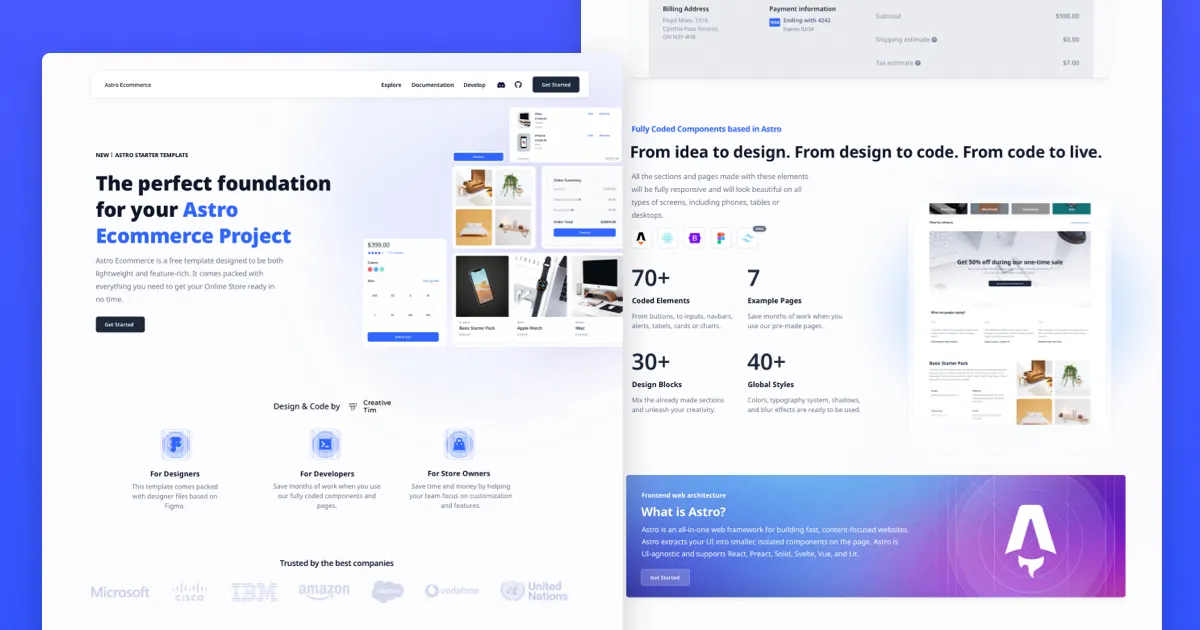 Astro Ecommerce
Explore
Documentation
Develop
Get Started
NEW | ASTRO STARTER TEMPLATE
The perfect foundation
for your Astro
Ecommerce Project
Astro Ecommerce is a free template designed to be both
lightweight and feature-rich. It comes packed with
everything you need to get your Online Store ready in
no time.
Get Started
$399.00
Order Summary
Order Total
Basic Starter Pack
Apple Watch
iMac
Design & Code by
Creative
Tim
For Designers
This template comes packed
with designer files based on
Figma.
For Developers
Save months of work when you use
our fully coded components and
pages.
For Store Owners
Save time and money by helping
your team focus on customization
and features.
Trusted by the best companies
Microsoft
CISCO
IBM
amazon
vodafone
United
Nations
Billing Address
Floyd Miles, 7313,
Cynthia Pass Toronto,
ON N3Y 4H8
Payment information
VISA
Ending with 4242
Expires 02/24
Subtotal
$598.00
Shipping estimate
$0.00
Tax estimate
$7.00
Fully Coded Components based in Astro
From idea to design. From design to code. From code to live.
All the sections and pages made with these elements
will be fully responsive and will look beautiful on all
types of screens, including phones, tables or
desktops.
70+
Coded Elements
From buttons, to inputs, navbars,
alerts, tabels, cards or charts.
7
Example Pages
Save months of work when you
use our pre-made pages.
30+
Design Blocks
Mix the already made sections
and unleash your creativity.
40+
Global Styles
Colors, typography system, shadows,
and blur effects are ready to be used.
Get 50% off during our one-time sale
What are people saying?
Basic Starter Pack
Frontend web architecture
What is Astro?
Astro is an all-in-one web framework for building fast, content-focused websites.
Astro extracts your UI into smaller, isolated components on the page. Astro is
UI-agnostic and supports React, Preact, Solid, Svelte, Vue, and Lit.
Get Started